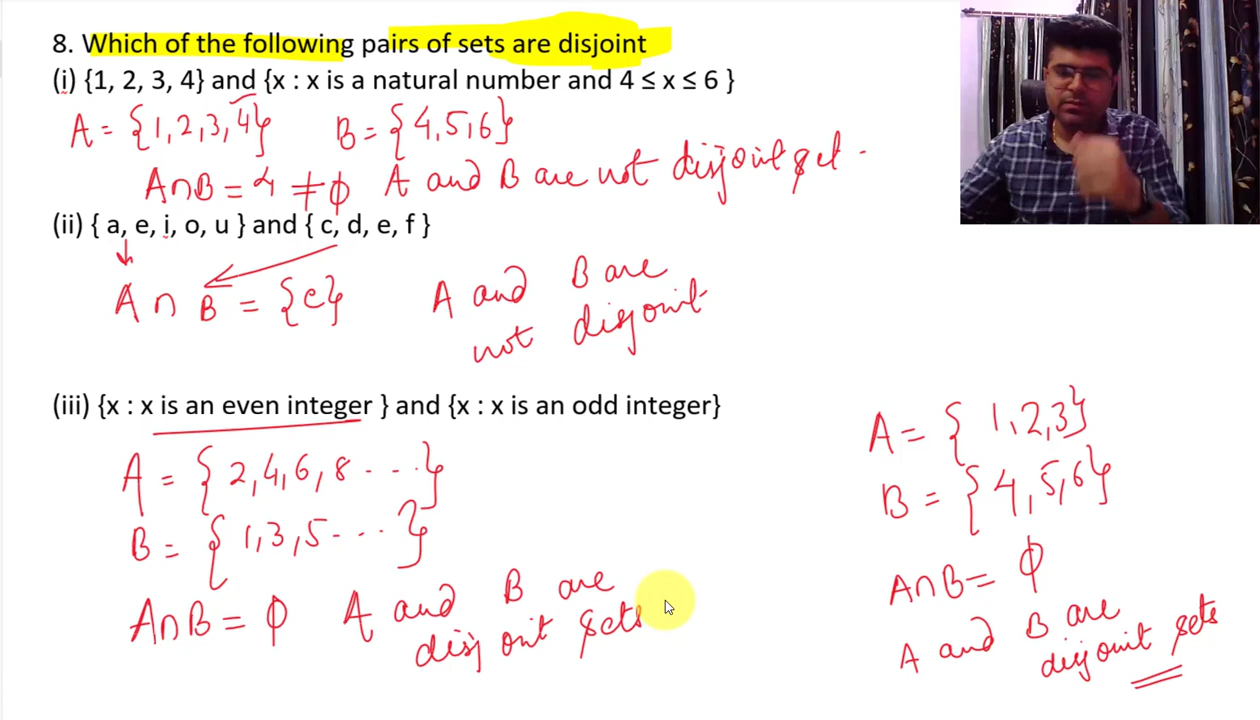 8. Which of the following pairs of sets are disjoint
(i) {1, 2, 3, 4} and {x : x is a natural number and 4 ≤ x ≤ 6 }
A = {1,2,3,4} B = {4,5,6}
A∩B = 4 ≠ ϕ A and B are not disjoint set.
(ii) { a, e, i, o, u } and { c, d, e, f }
A ∩ B = {e} A and B are
not disjoint
(iii) {x : x is an even integer } and {x : x is an odd integer}
A = {2,4,6,8 ...}
B = {1,3,5 ...}
A∩B = ϕ A and B are
disjoint sets
A = {1,2,3}
B = {4,5,6}
A∩B = ϕ
A and B are
disjoint sets